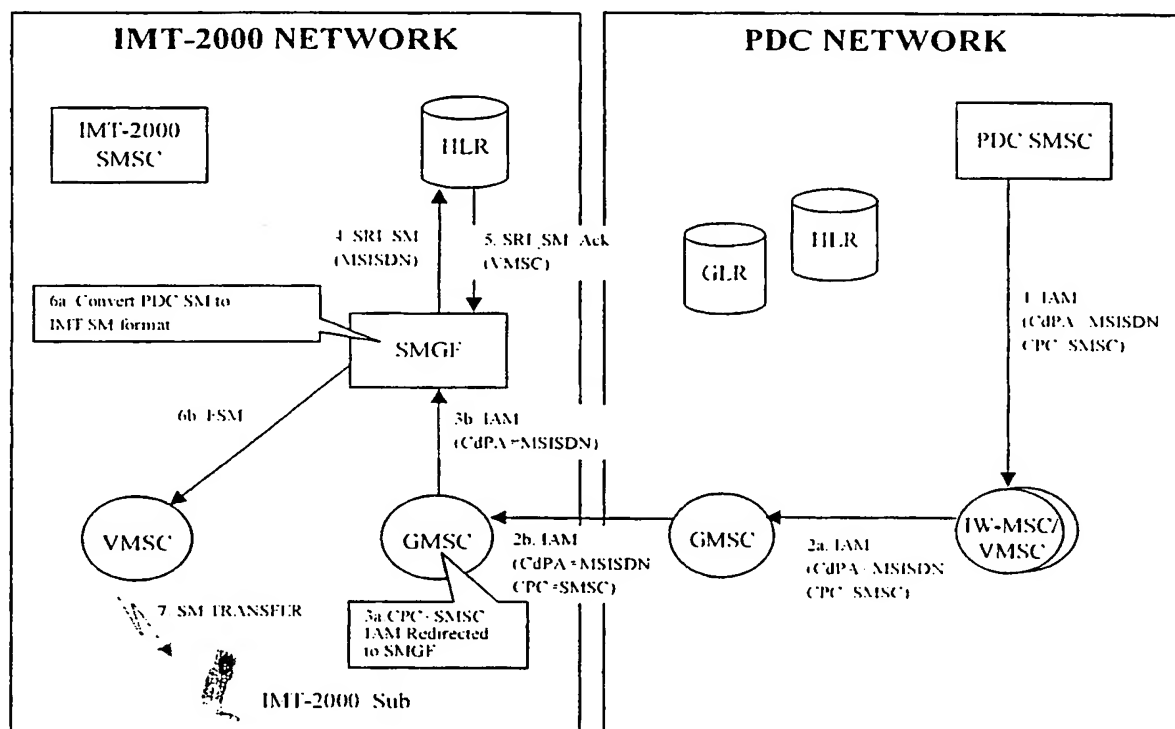 IMT-2000 NETWORK
PDC NETWORK
IMT-2000
SMSC
HLR
PDC SMSC
HLR
GLR
4. SRI_SM
(MSISDN)
5. SRI_SM_Ack
(VMSC)
1. IAM
(CdPA=MSISDN
CPC=SMSC)
6a. Convert PDC SM to
IMT SM format
SMGF
6b. FSM
3b. IAM
(CdPA=MSISDN)
VMSC
GMSC
GMSC
IW-MSC/
VMSC
2b. IAM
(CdPA=MSISDN
CPC=SMSC)
2a. IAM
(CdPA=MSISDN
CPC=SMSC)
7. SM TRANSFER
3a. CPC=SMSC
IAM Redirected
to SMGF
IMT-2000 Sub